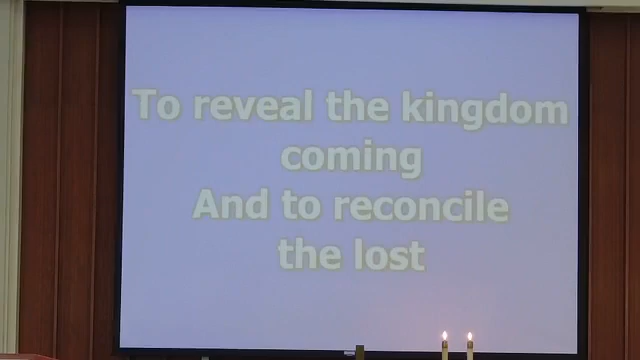 To reveal the kingdom
coming
And to reconcile
the lost